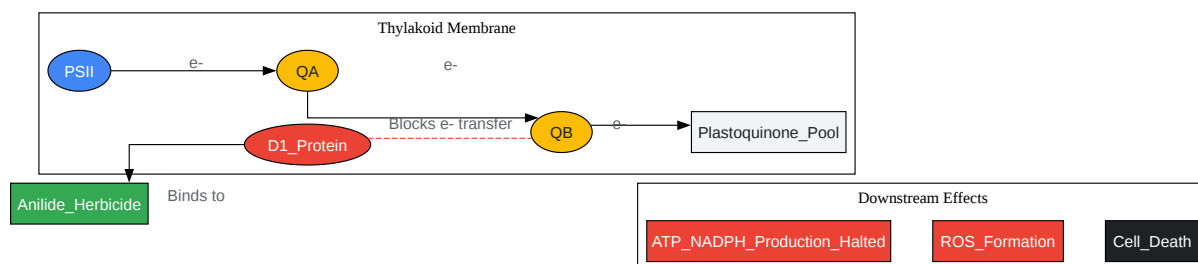 Thylakoid Membrane
PSII
e-
QA
e-
Blocks e- transfer
QB
e-
Plastoquinone_Pool
D1_Protein
Anilide_Herbicide
Binds to
Downstream Effects
ATP_NADPH_Production_Halted
ROS_Formation
Cell_Death